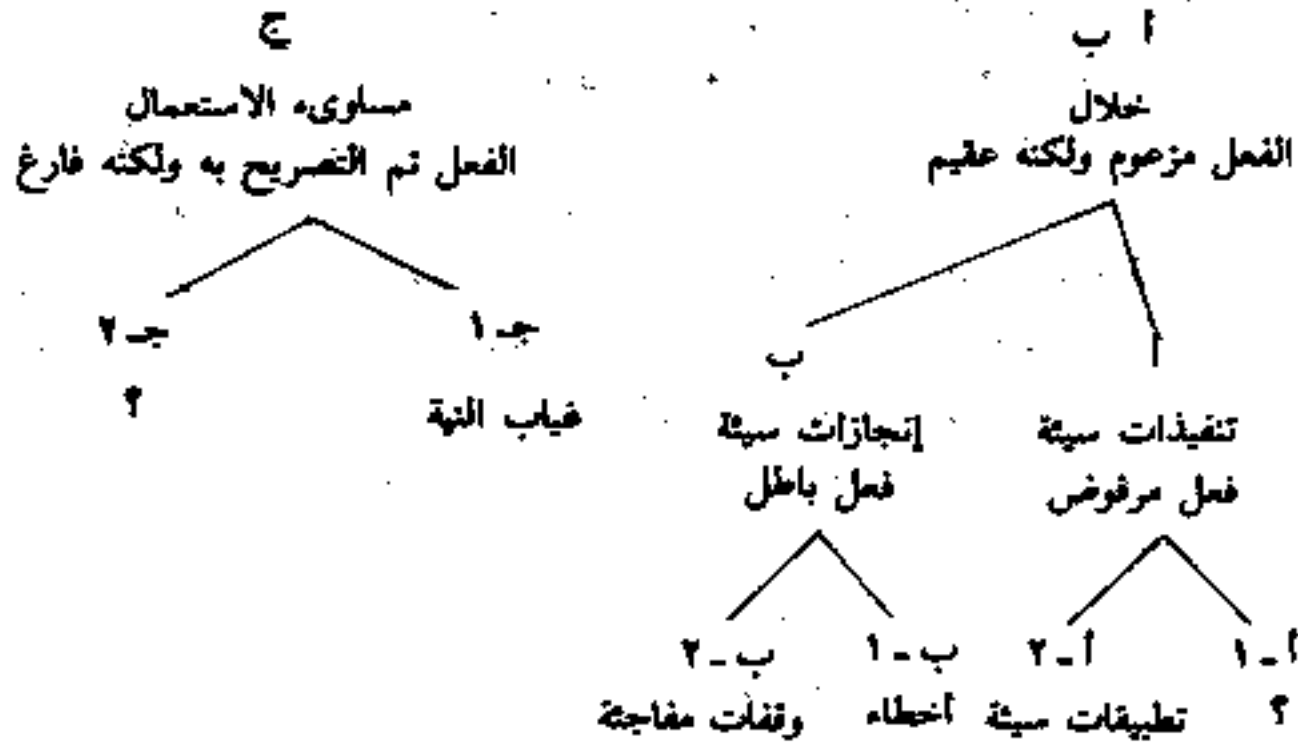 أ ب
خلال
الفعل مزعوم ولكنه عقيم
ج
مساوىء الاستعمال
الفعل تم التصريح به ولكنه فارغ
أ
تنفيذات سيئة
فعل مرفوض
ب
إنجازات سيئة
فعل باطل
جـ ١
غياب النية
جـ ٢
؟
أ - ١
؟
أ - ٢
تطبيقات سيئة
ب - ١
أخطاء
ب - ٢
وقفات مفاجئة